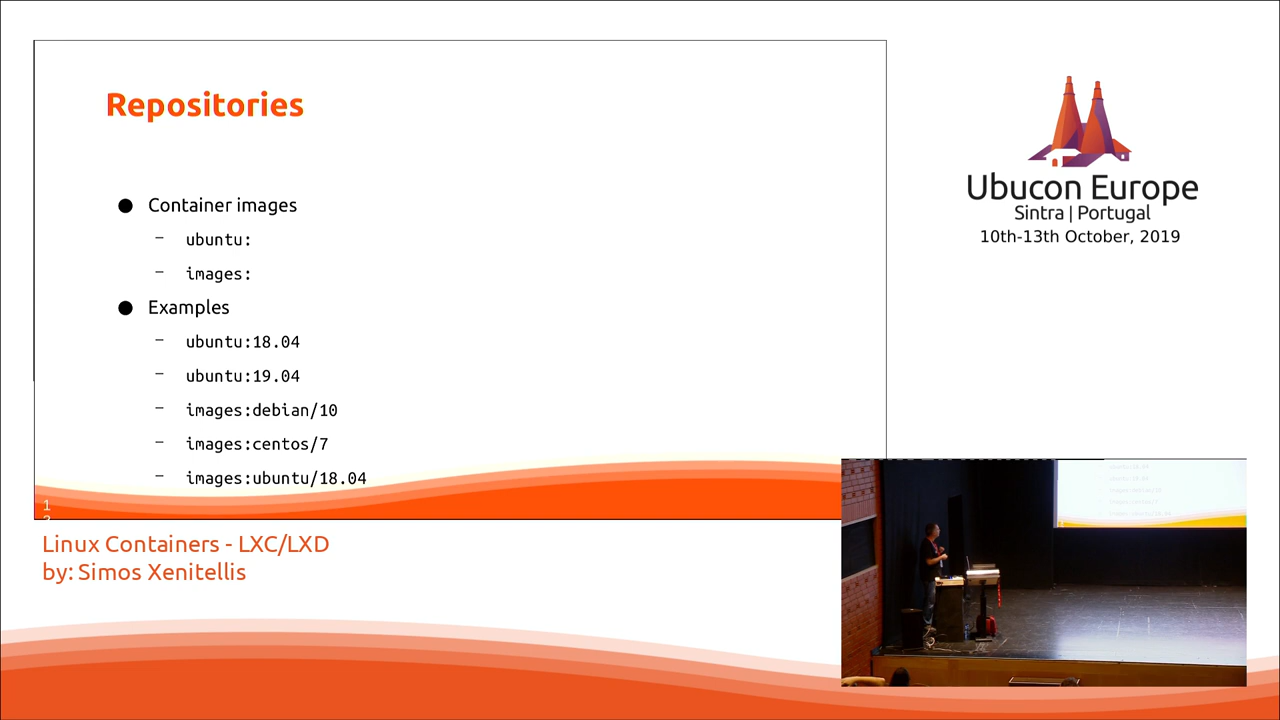 Repositories
● Container images
– ubuntu:
– images:
● Examples
– ubuntu:18.04
– ubuntu:19.04
– images:debian/10
– images:centos/7
– images:ubuntu/18.04
1
Linux Containers - LXC/LXD
by: Simos Xenitellis
Ubucon Europe
Sintra | Portugal
10th-13th October, 2019